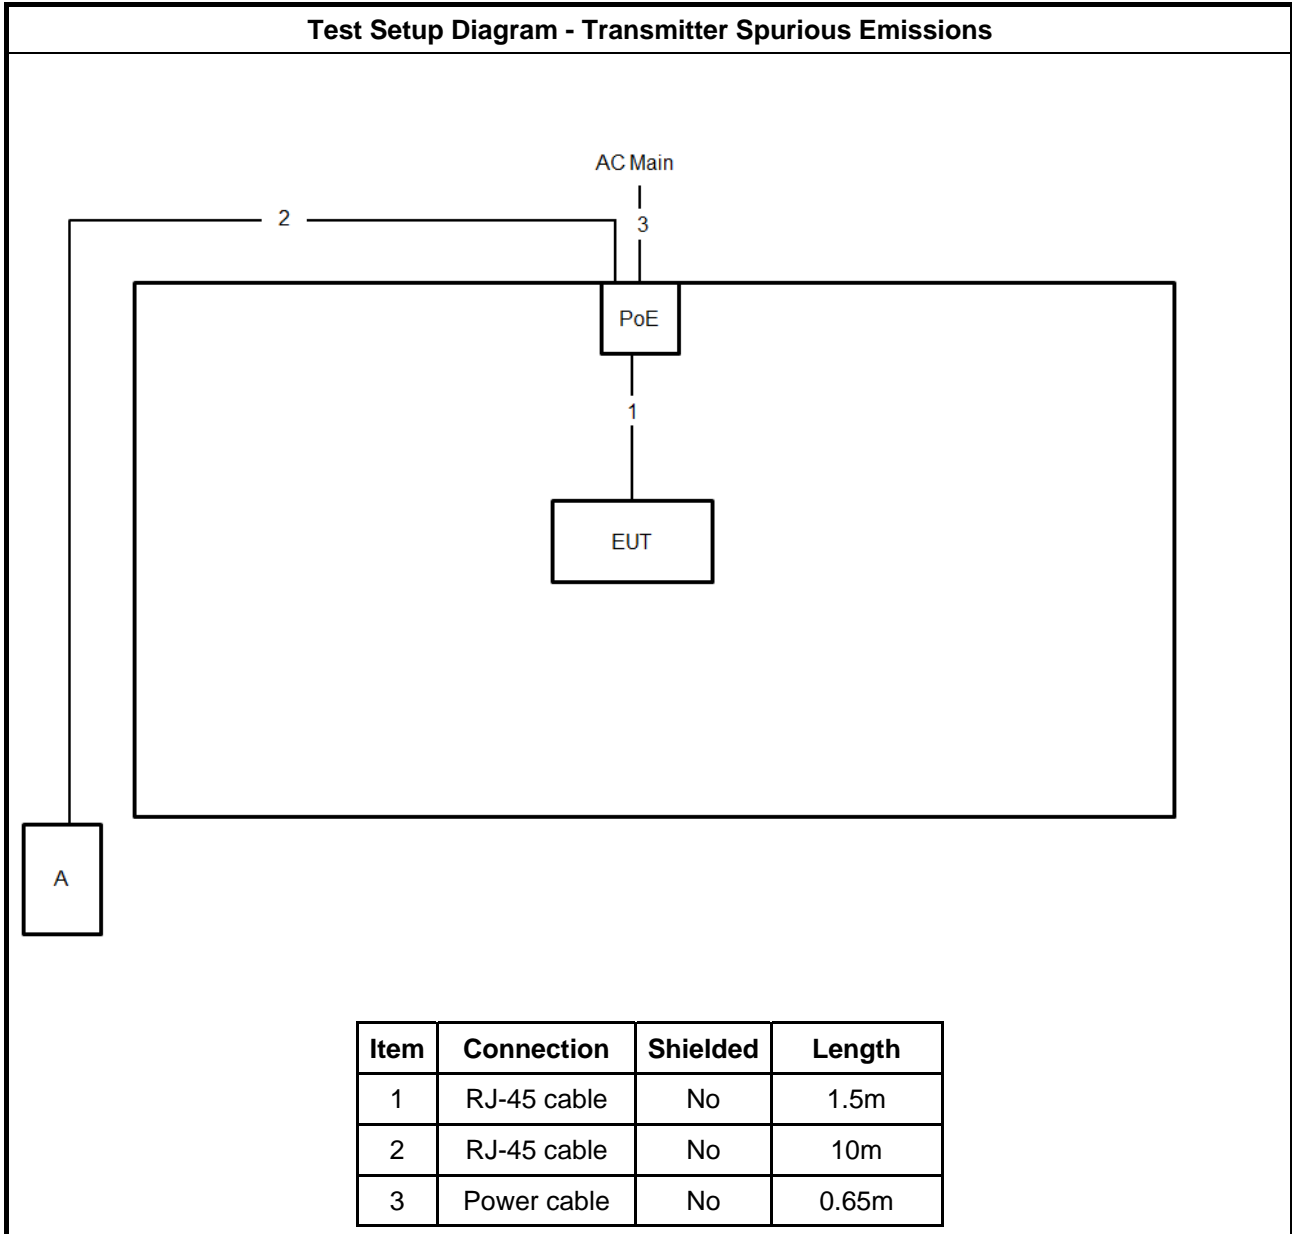 Test Setup Diagram - Transmitter Spurious Emissions
AC Main
2
3
PoE
1
EUT
A
Item Connection Shielded Length
1 RJ-45 cable No 1.5m
2 RJ-45 cable No 10m
3 Power cable No 0.65m